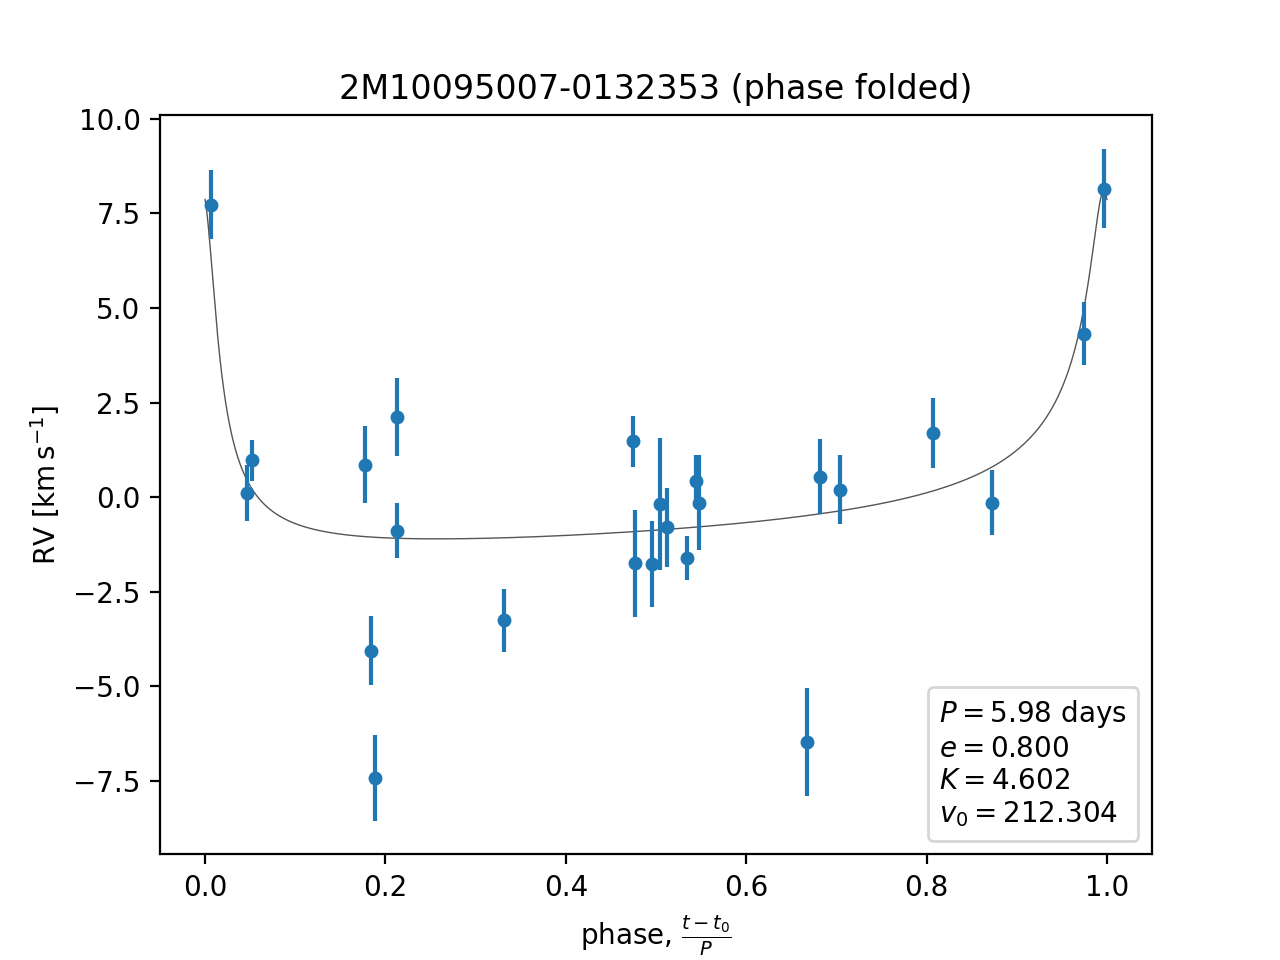 2M10095007-0132353 (phase folded)
10.0
7.5
5.0
2.5
0.0
−2.5
−5.0
−7.5
RV [km s⁻¹]
P = 5.98 days
e = 0.800
K = 4.602
v₀ = 212.304
0.0 0.2 0.4 0.6 0.8 1.0
phase, (t − t₀)/P